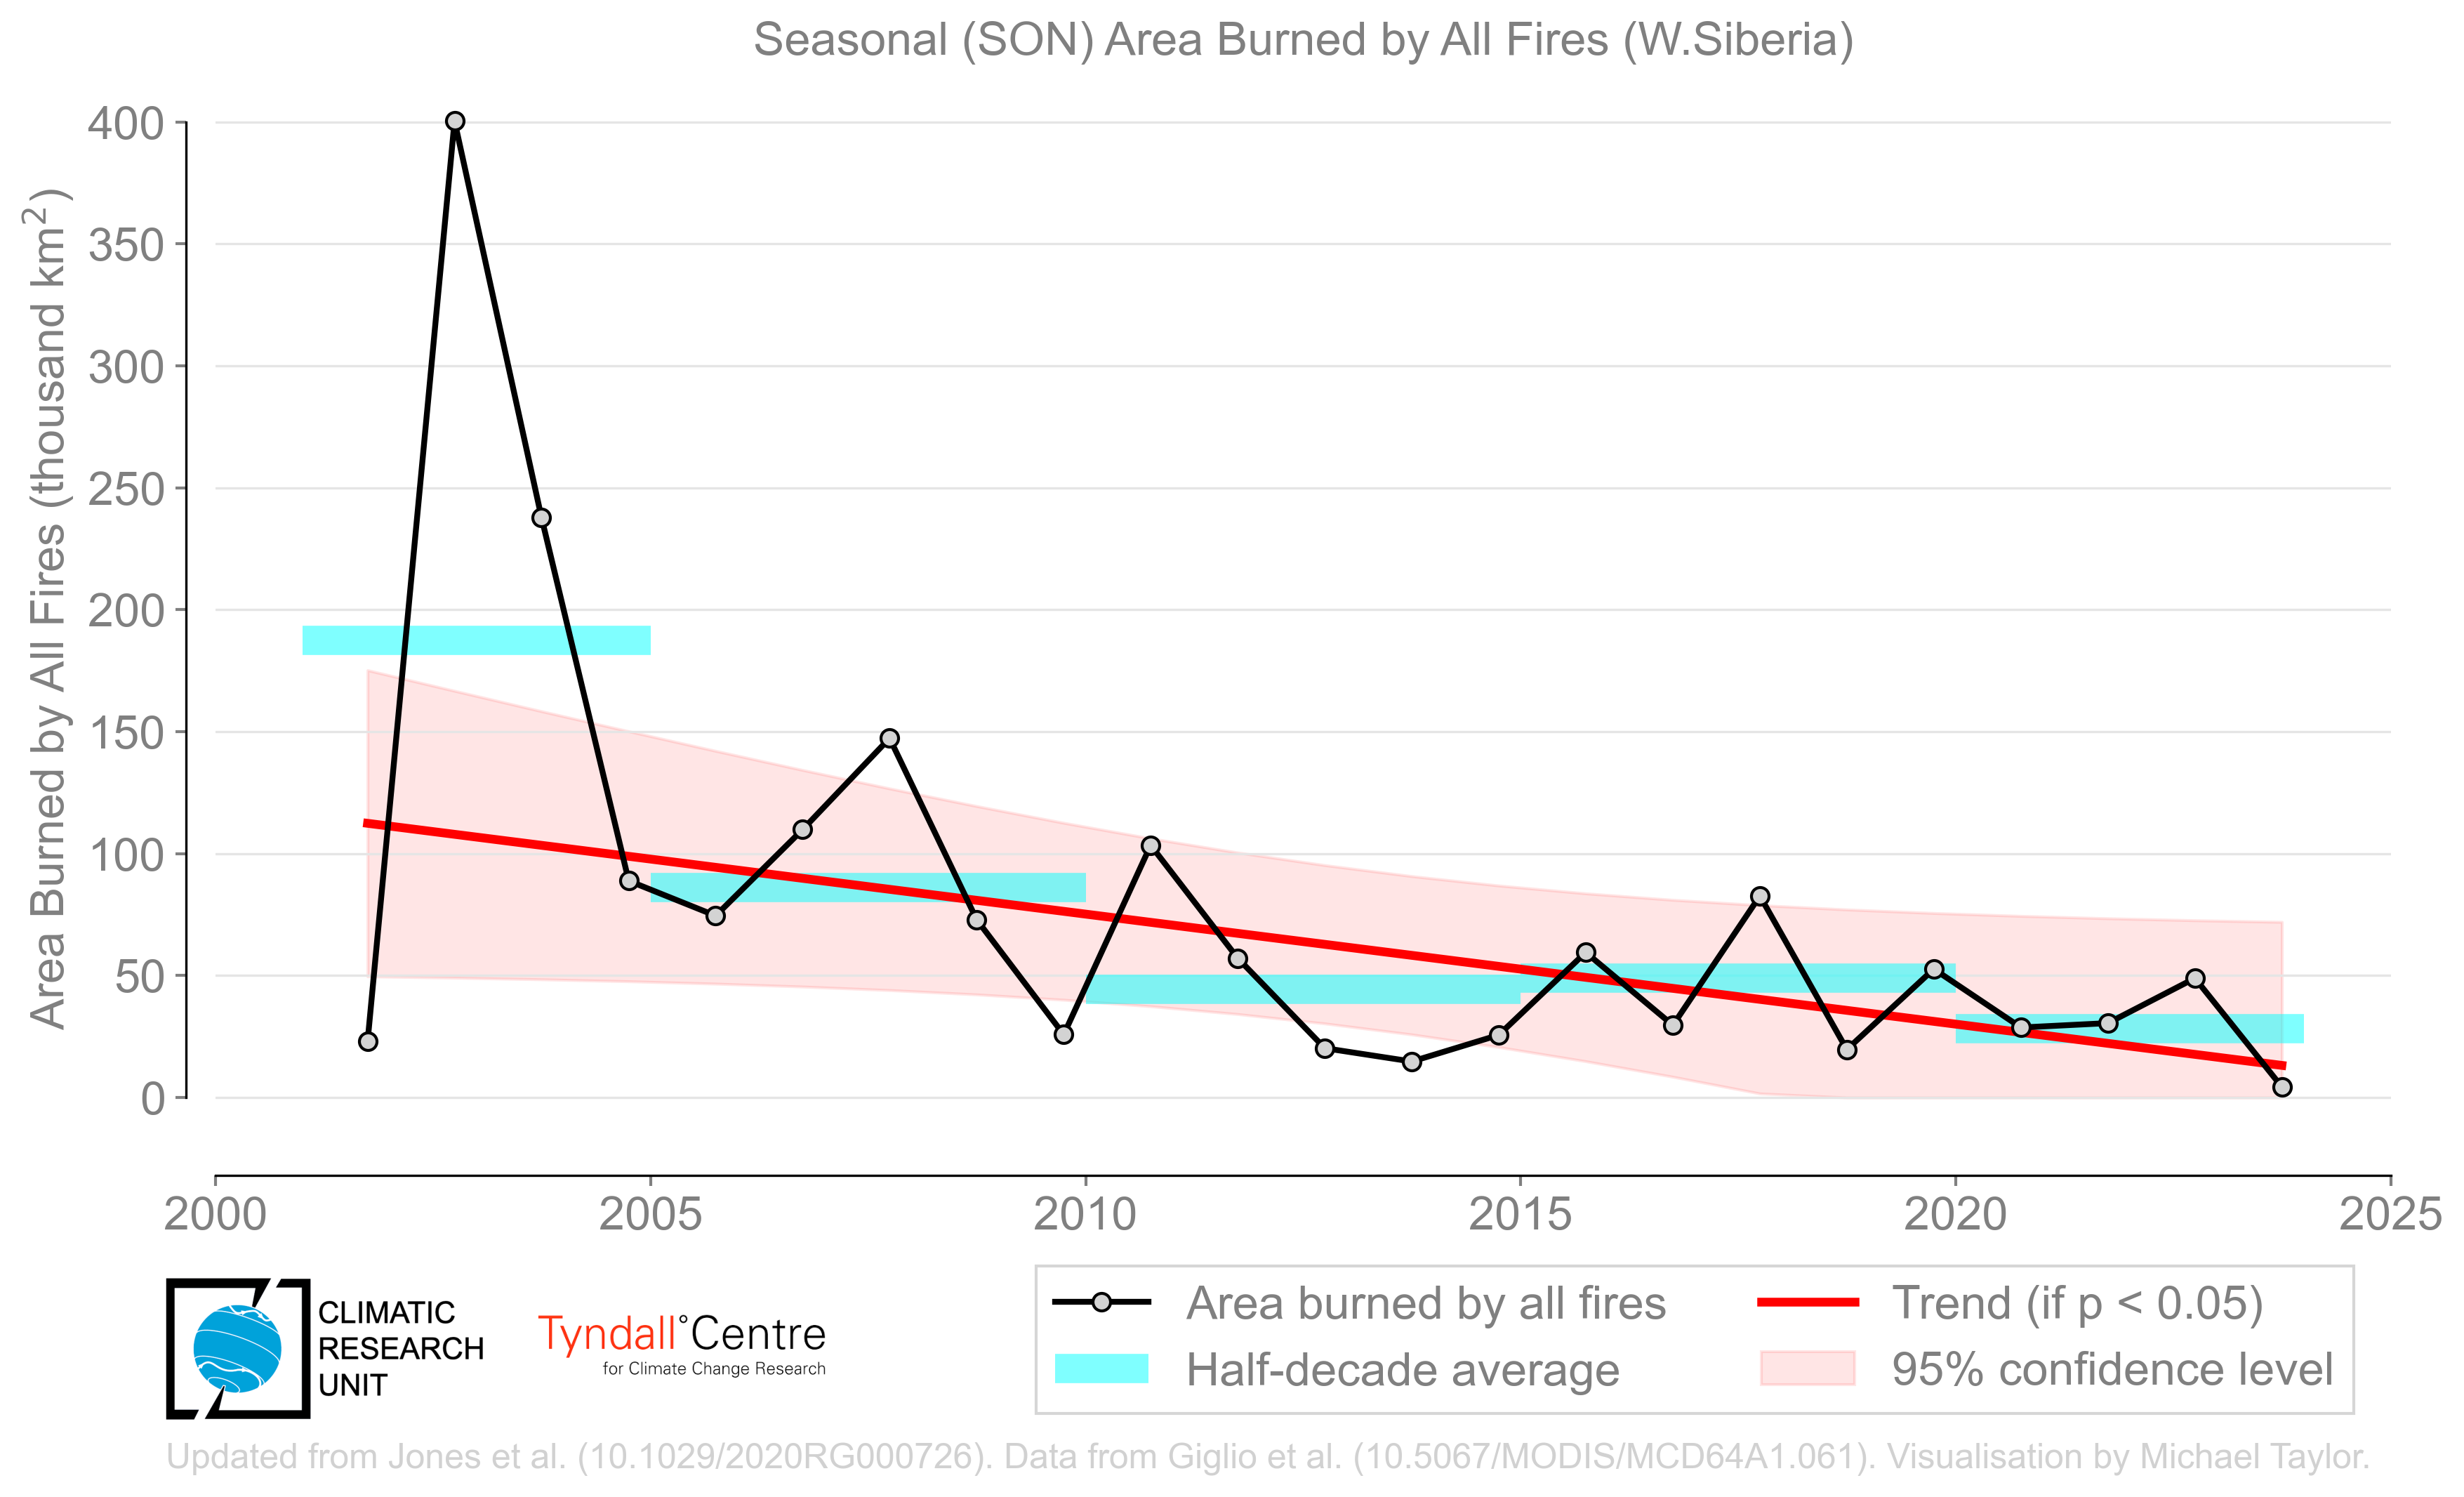 Seasonal (SON) Area Burned by All Fires (W.Siberia)
Area Burned by All Fires (thousand km²)
400
350
300
250
200
150
100
50
0
2000 2005 2010 2015 2020 2025
CLIMATIC
RESEARCH
UNIT
Tyndall°Centre
for Climate Change Research
Area burned by all fires
Half-decade average
Trend (if p < 0.05)
95% confidence level
Updated from Jones et al. (10.1029/2020RG000726). Data from Giglio et al. (10.5067/MODIS/MCD64A1.061). Visualisation by Michael Taylor.